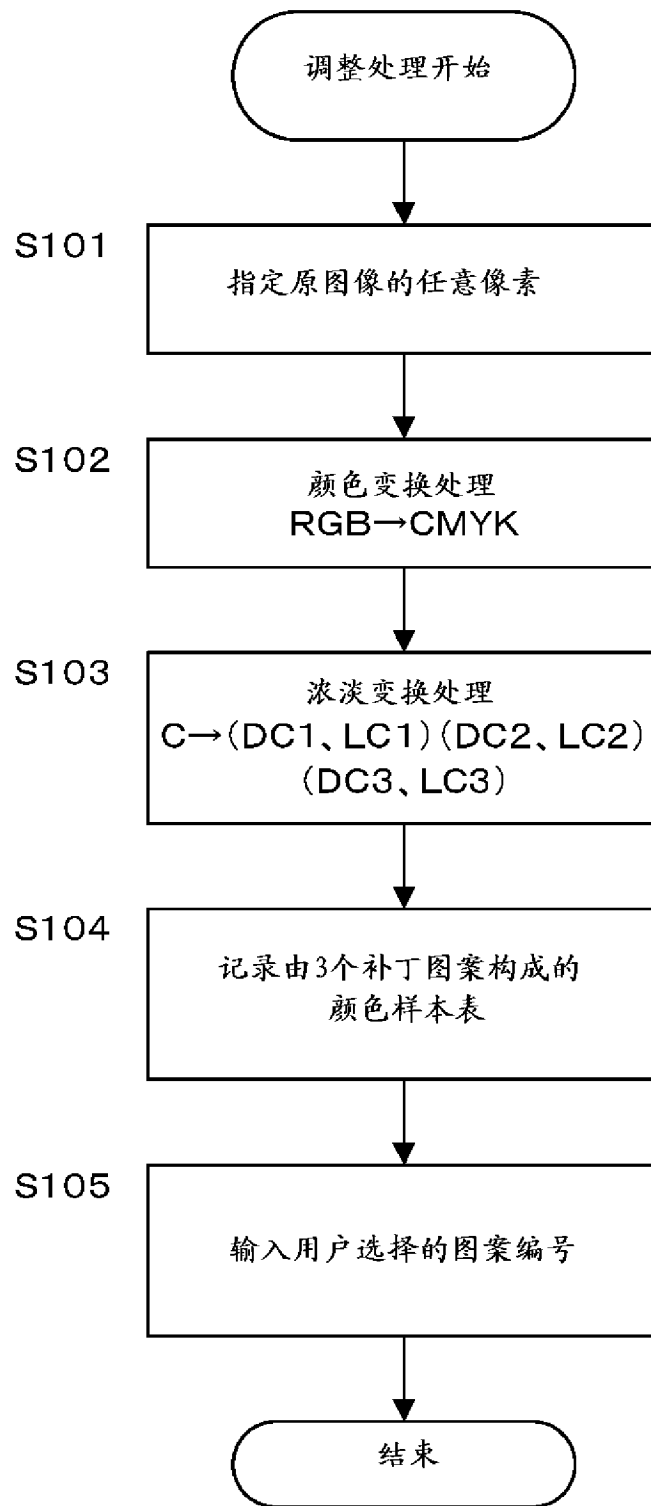 调整处理开始
S101
指定原图像的任意像素
S102
颜色变换处理
RGB→CMYK
S103
浓淡变换处理
C→(DC1、LC1)(DC2、LC2)
(DC3、LC3)
S104
记录由3个补丁图案构成的
颜色样本表
S105
输入用户选择的图案编号
结束